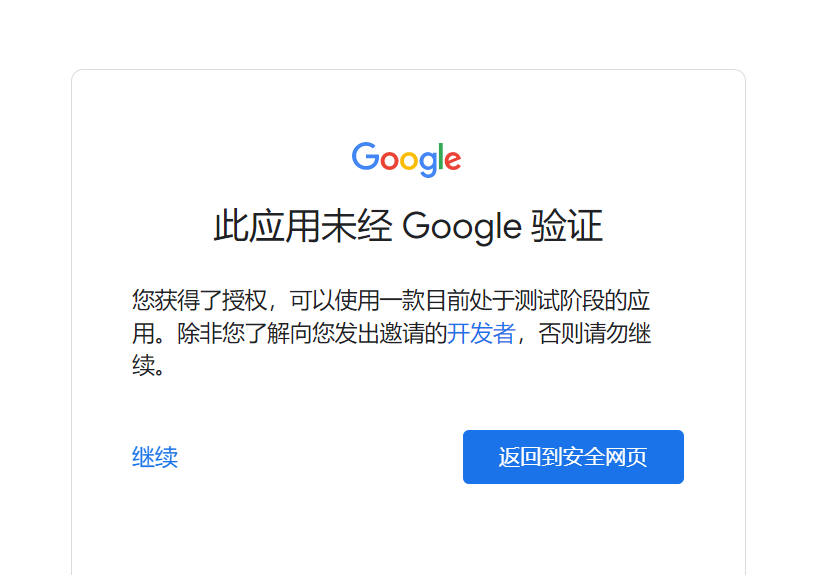 Google
此应用未经 Google 验证
您获得了授权，可以使用一款目前处于测试阶段的应
用。除非您了解向您发出邀请的开发者，否则请勿继
续。
继续
返回到安全网页